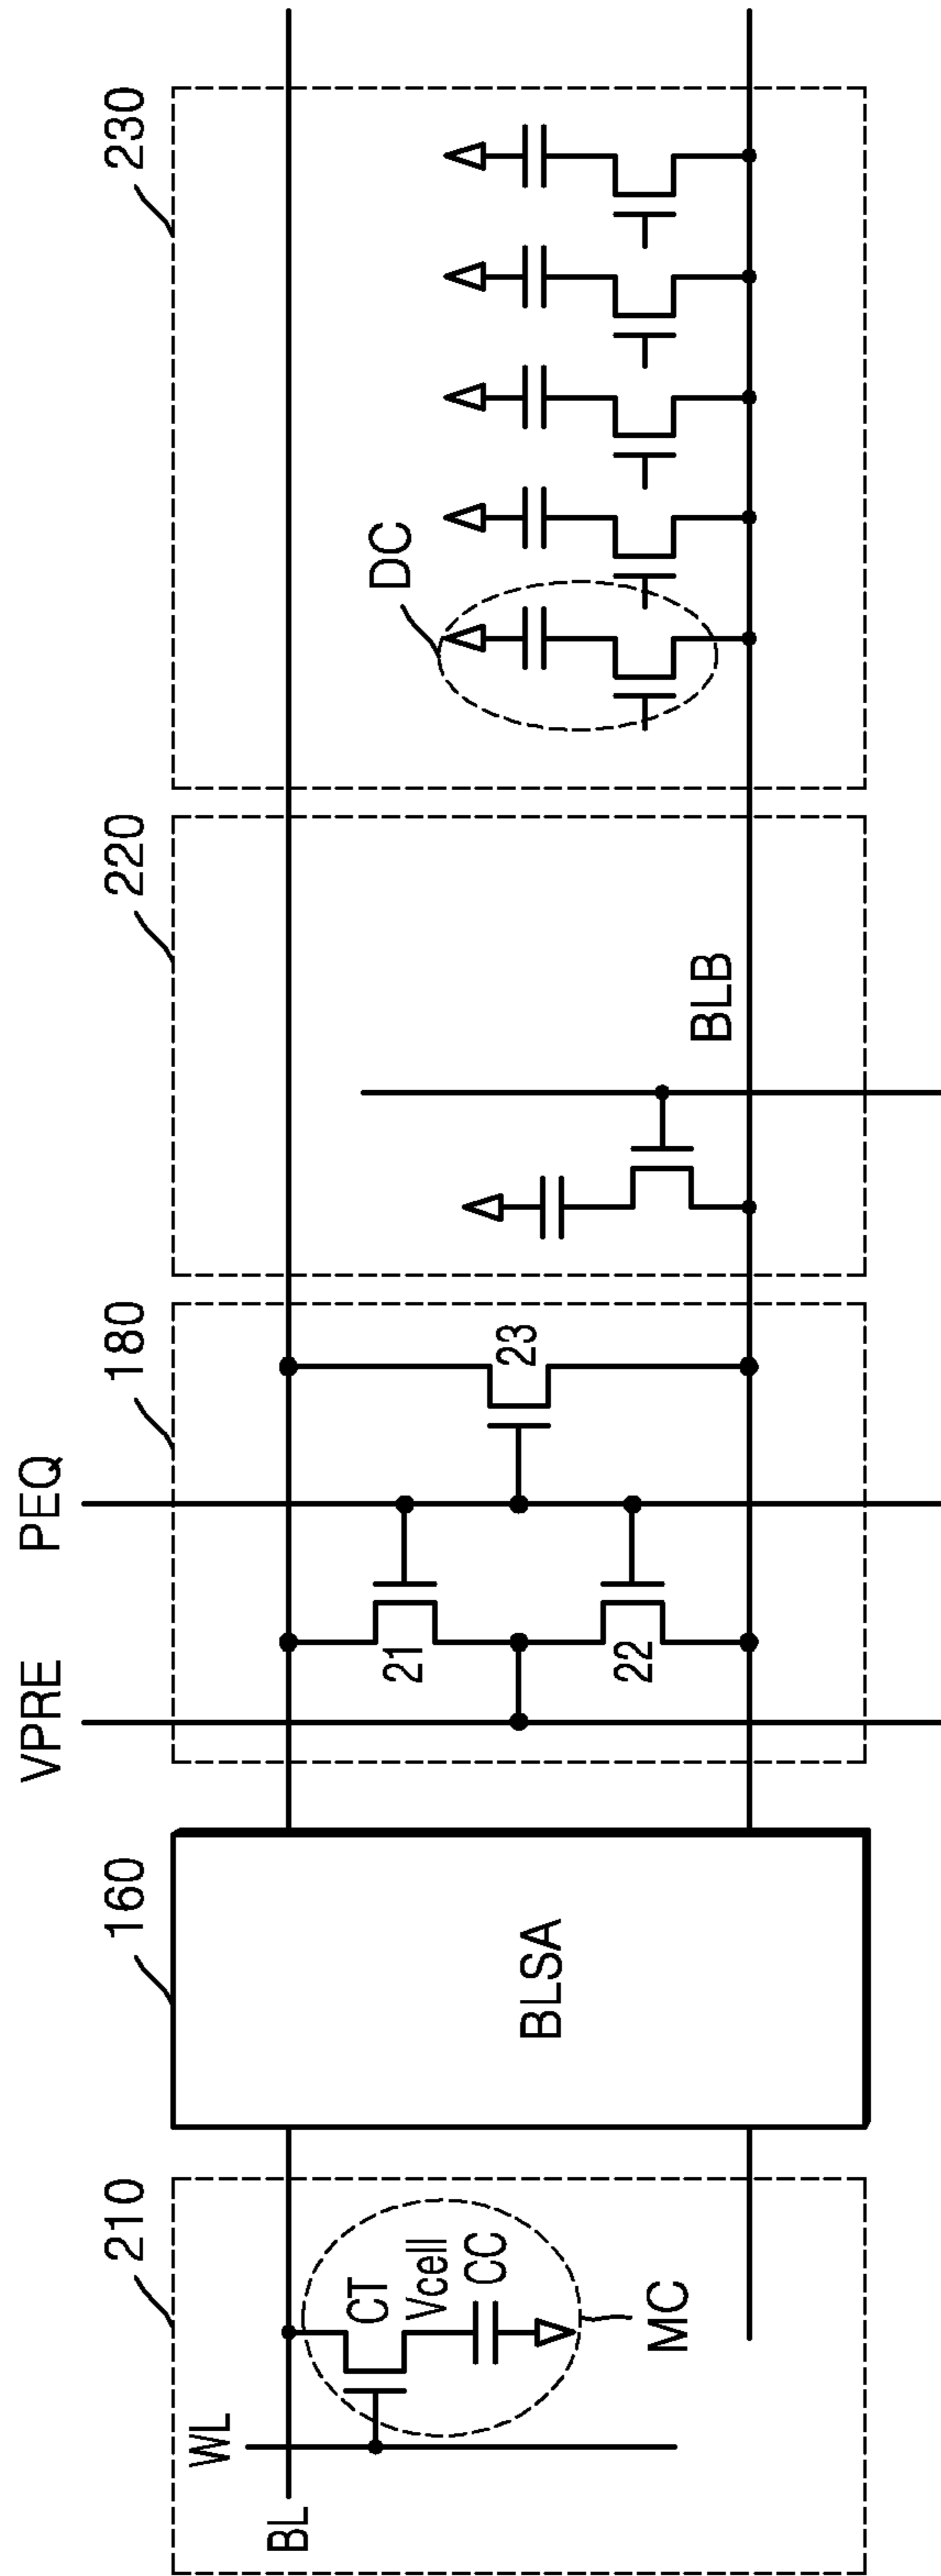 210
160
180
220
230
VPRE
PEQ
WL
BL
CT
Vcell
CC
MC
BLSA
21
22
23
BLB
DC